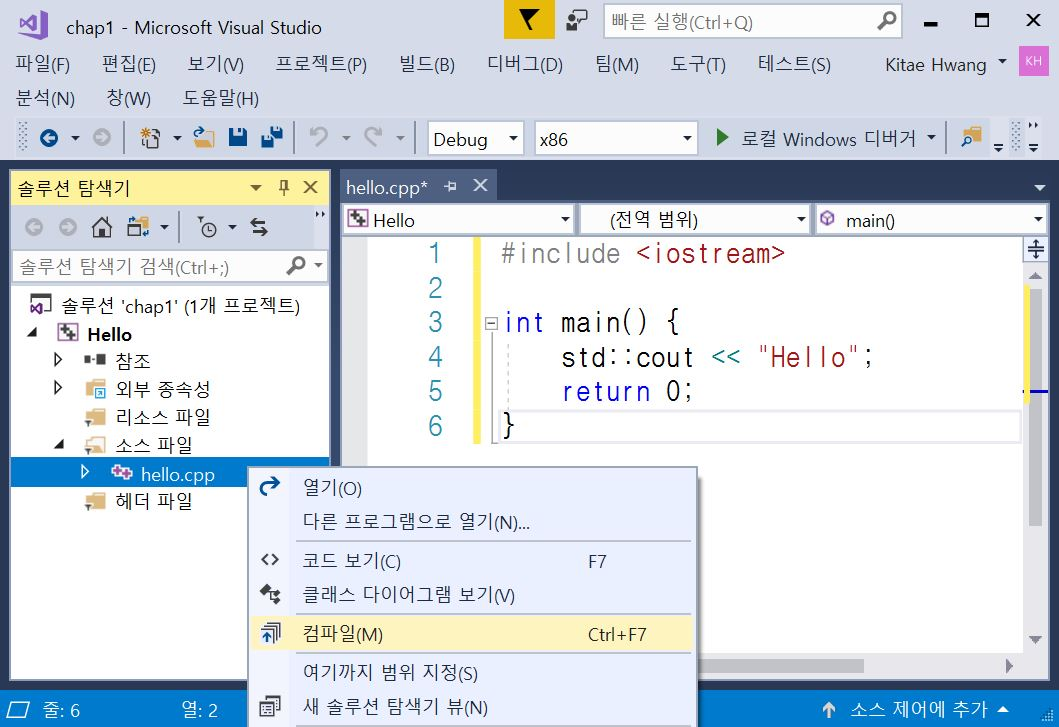 chap1 - Microsoft Visual Studio
빠른 실행(Ctrl+Q)
파일(F) 편집(E) 보기(V) 프로젝트(P) 빌드(B) 디버그(D) 팀(M) 도구(T) 테스트(S) Kitae Hwang KH
분석(N) 창(W) 도움말(H)
Debug x86 로컬 Windows 디버거
솔루션 탐색기
솔루션 탐색기 검색(Ctrl+;)
솔루션 'chap1' (1개 프로젝트)
Hello
참조
외부 종속성
리소스 파일
소스 파일
hello.cpp
헤더 파일
hello.cpp*
Hello (전역 범위) main()
1 #include <iostream>
2
3 int main() {
4 std::cout << "Hello";
5 return 0;
6 }
열기(O)
다른 프로그램으로 열기(N)...
코드 보기(C) F7
클래스 다이어그램 보기(V)
컴파일(M) Ctrl+F7
여기까지 범위 지정(S)
새 솔루션 탐색기 뷰(N)
줄: 6 열: 2 소스 제어에 추가